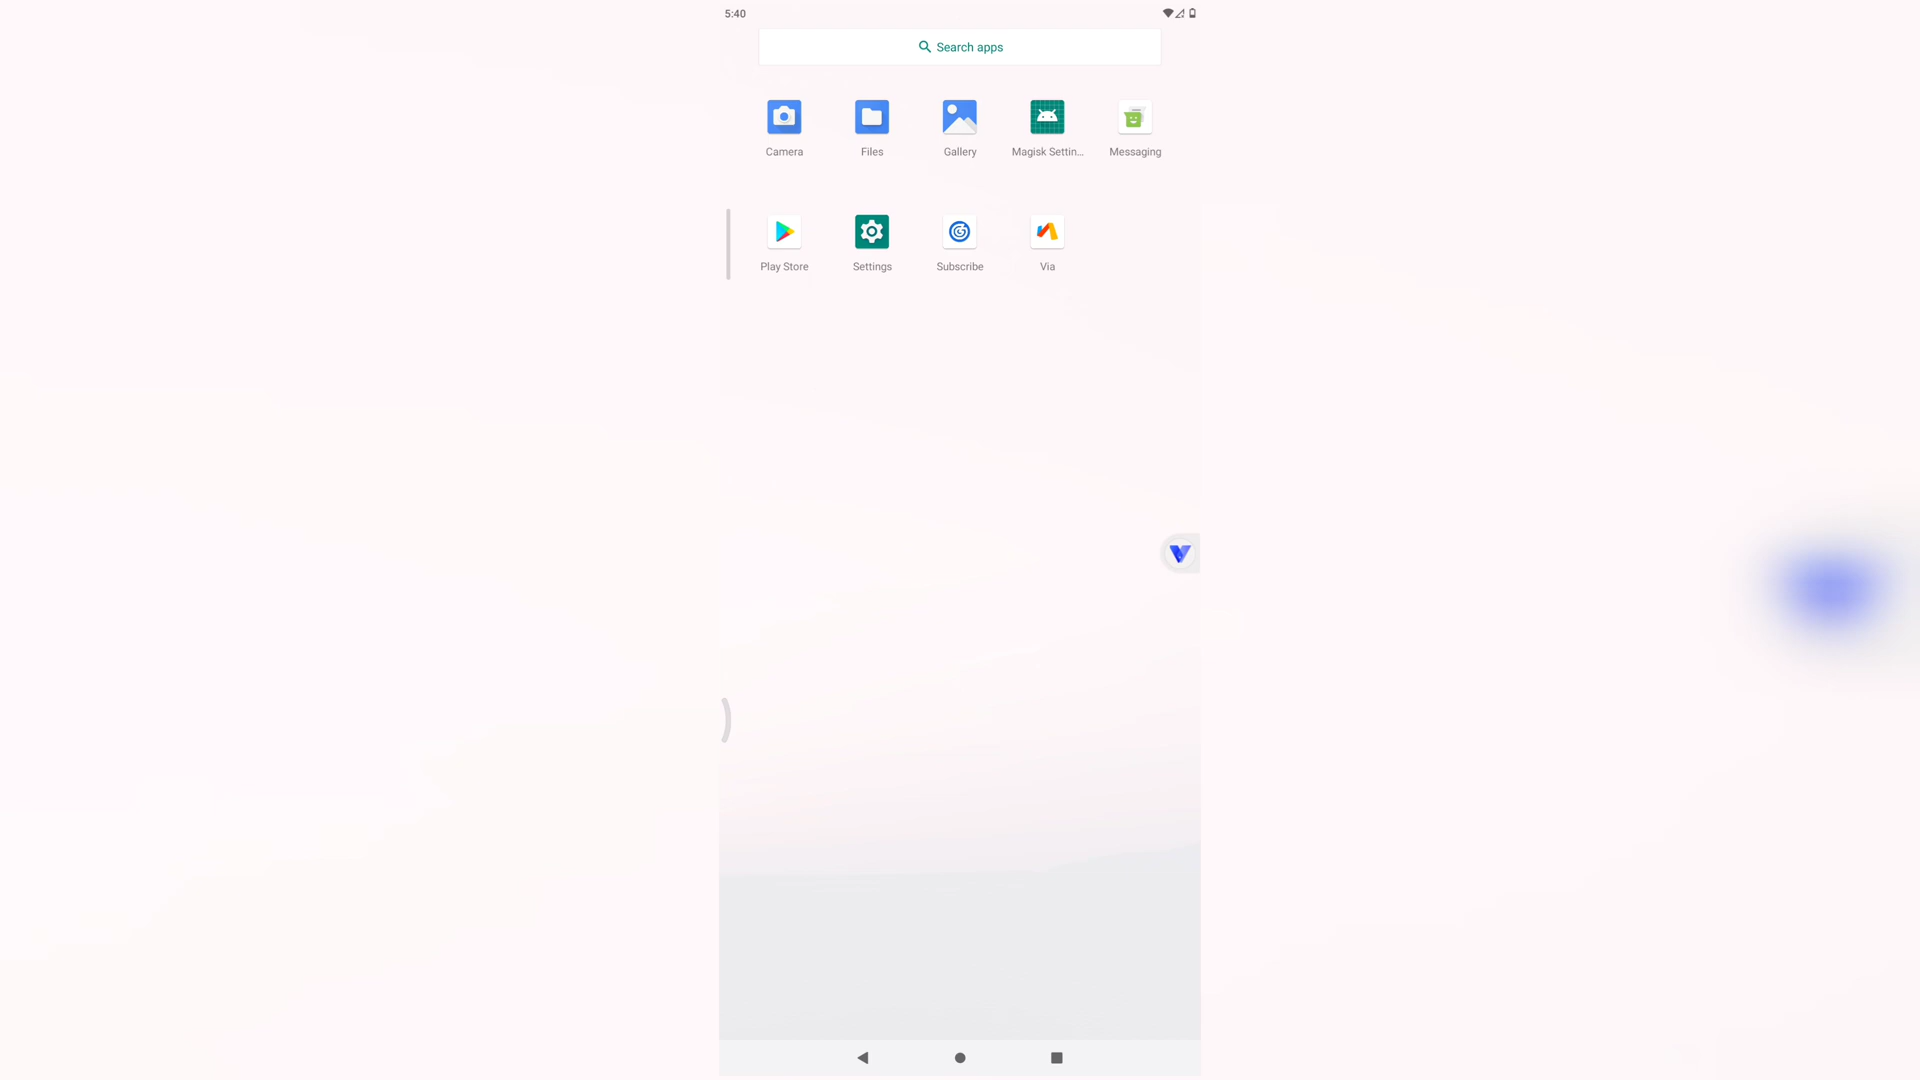 5:40
Search apps
Camera
Files
Gallery
Magisk Settin...
Messaging
Play Store
Settings
Subscribe
Via